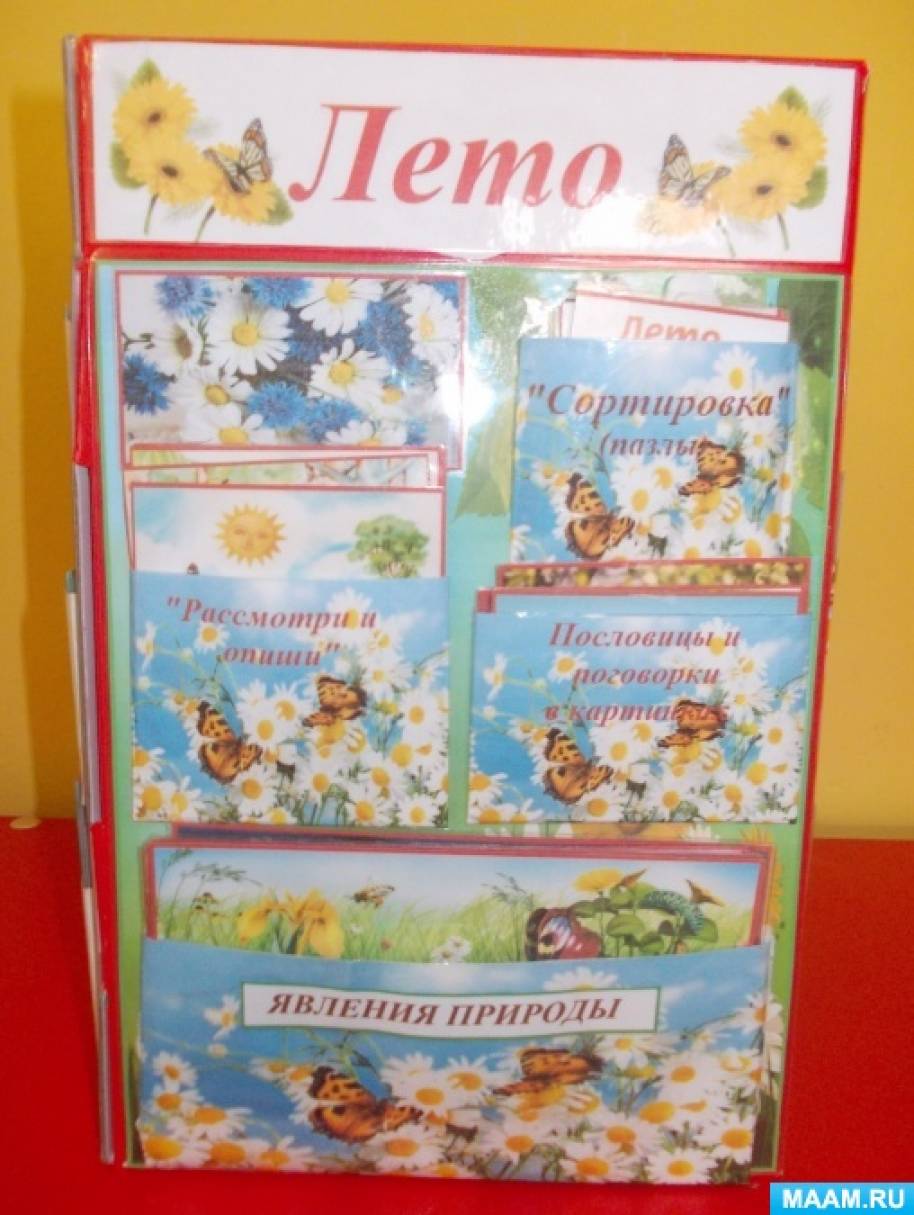 Лето
Лето
"Сортировка"
(пазлы)
"Рассмотри и
опиши"
Пословицы и
поговорки
в картинках
ЯВЛЕНИЯ ПРИРОДЫ
MAAM.RU